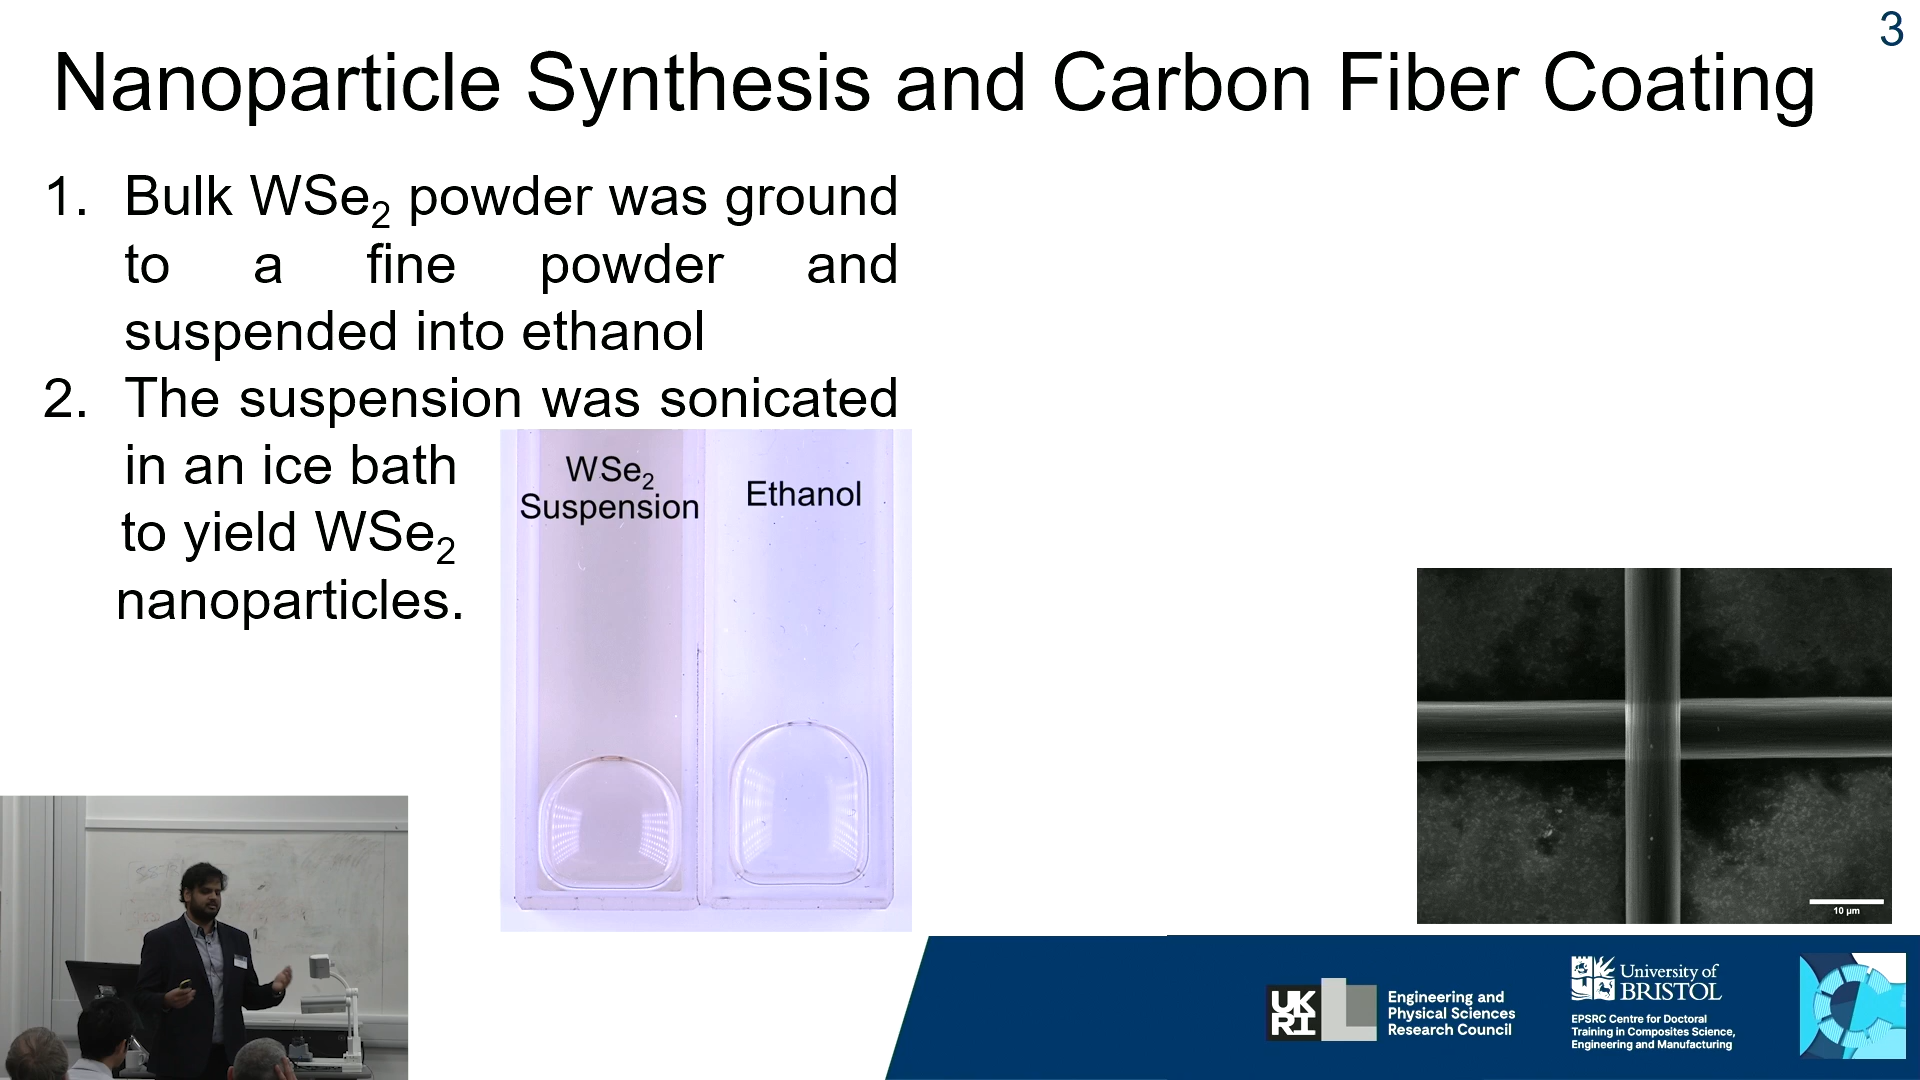 3
Nanoparticle Synthesis and Carbon Fiber Coating
1. Bulk WSe₂ powder was ground
to a fine powder and
suspended into ethanol
2. The suspension was sonicated
in an ice bath
to yield WSe₂
nanoparticles.
WSe₂
Suspension
Ethanol
10 µm
UK
RI
Engineering and
Physical Sciences
Research Council
University of
BRISTOL
EPSRC Centre for Doctoral
Training in Composites Science,
Engineering and Manufacturing